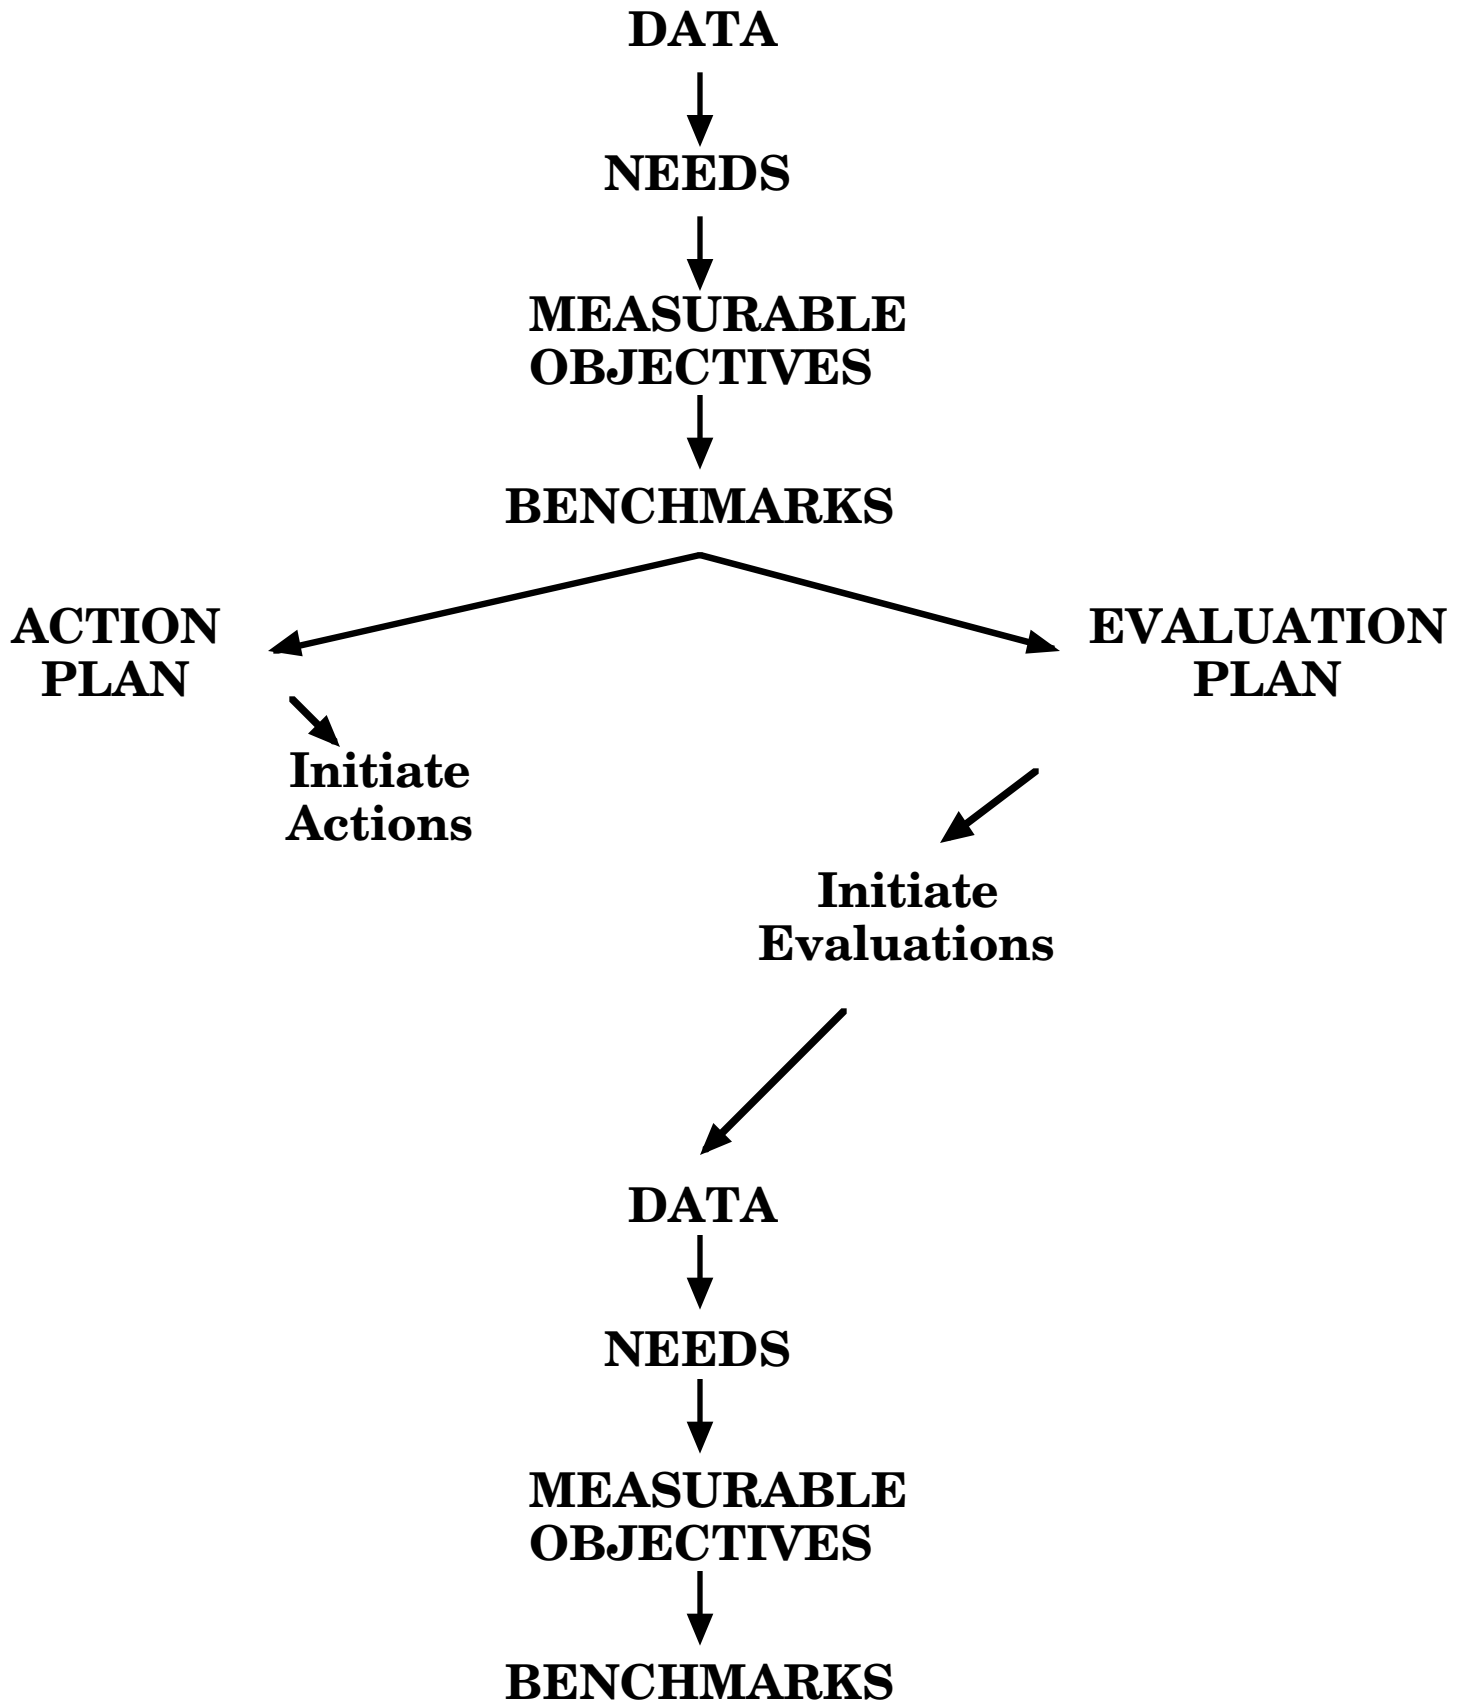 DATA
NEEDS
MEASURABLE
OBJECTIVES
BENCHMARKS
ACTION
PLAN
EVALUATION
PLAN
Initiate
Actions
Initiate
Evaluations
DATA
NEEDS
MEASURABLE
OBJECTIVES
BENCHMARKS